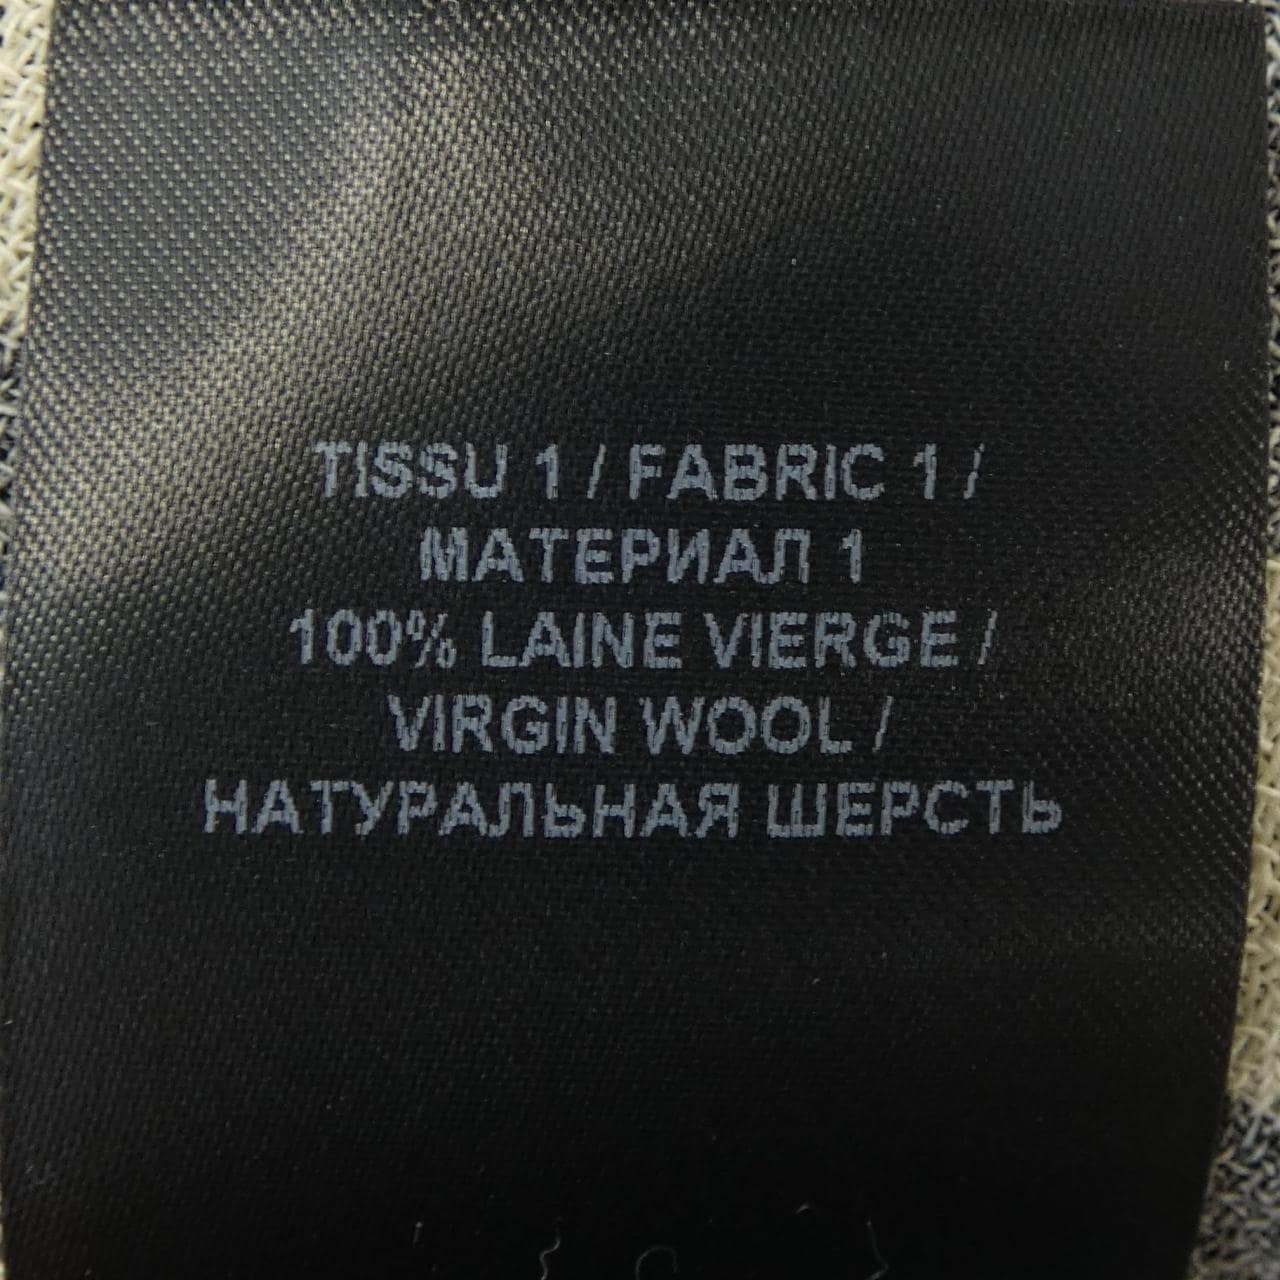 TISSU 1 / FABRIC 1 /
МАТЕРИАЛ 1
100% LAINE VIERGE /
VIRGIN WOOL /
НАТУРАЛЬНАЯ ШЕРСТЬ